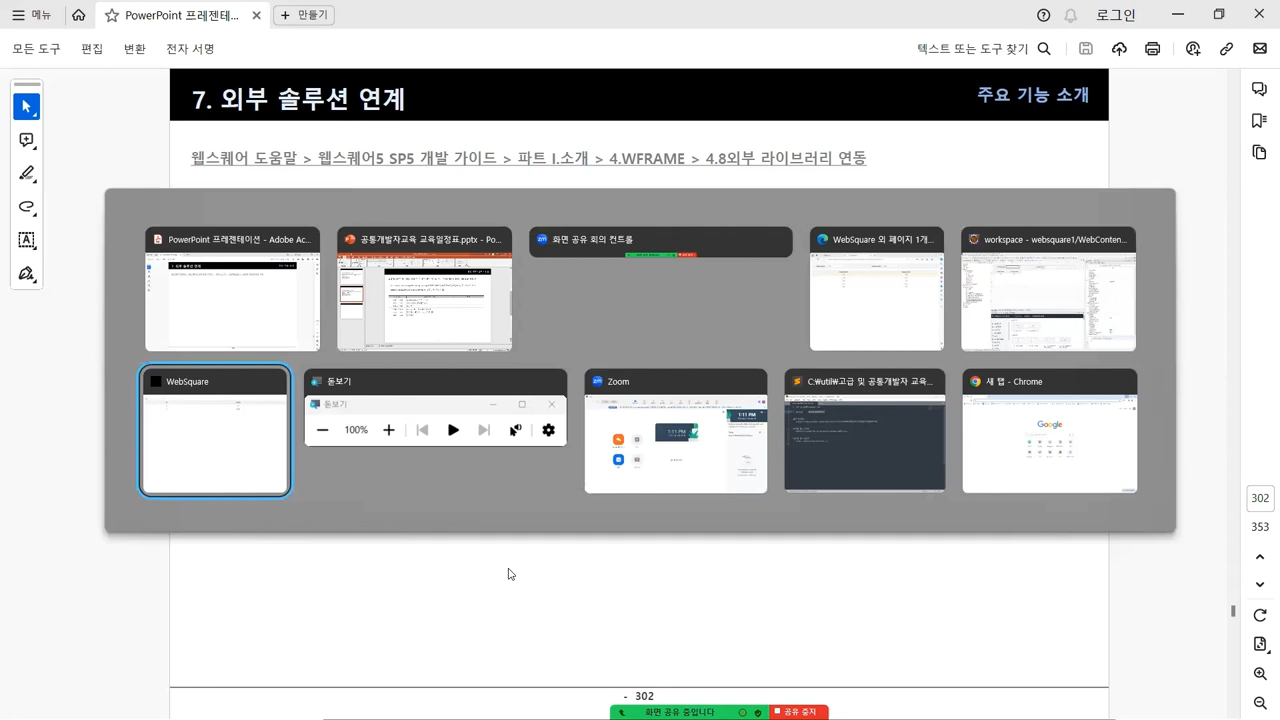 메뉴
PowerPoint 프레젠테...
만들기
로그인
모든 도구
편집
변환
전자 서명
텍스트 또는 도구 찾기
7. 외부 솔루션 연계
주요 기능 소개
웹스퀘어 도움말 > 웹스퀘어5 SP5 개발 가이드 > 파트 I.소개 > 4.WFRAME > 4.8외부 라이브러리 연동
PowerPoint 프레젠테이션 - Adobe Ac...
공통개발자교육 교육일정표.pptx - Po...
화면 공유 회의 컨트롤
WebSquare 외 페이지 1개...
workspace - websquare1/WebConten...
WebSquare
돋보기
돋보기
100%
Zoom
1:11 PM
1:11 PM
C:₩util₩고급 및 공통개발자 교육...
새 탭 - Chrome
Google
302
353
- 302
화면 공유 중입니다
공유 중지